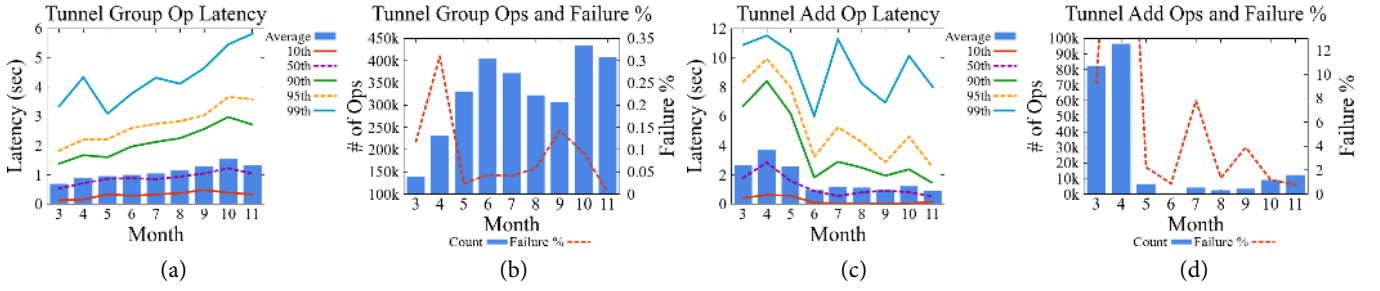 Tunnel Group Op Latency
Latency (sec)
6
5
4
3
2
1
0
3 4 5 6 7 8 9 10 11
Month
Average
10th
50th
90th
95th
99th
(a)
Tunnel Group Ops and Failure %
# of Ops
450k
400k
350k
300k
250k
200k
150k
100k
0.35
0.3
0.25
0.2
0.15
0.1
0.05
0
Failure %
3 4 5 6 7 8 9 10 11
Month
Count Failure %
(b)
Tunnel Add Op Latency
Latency (sec)
12
10
8
6
4
2
0
3 4 5 6 7 8 9 10 11
Month
Average
10th
50th
90th
95th
99th
(c)
Tunnel Add Ops and Failure %
# of Ops
100k
90k
80k
70k
60k
50k
40k
30k
20k
10k
0k
12
10
8
6
4
2
0
Failure %
3 4 5 6 7 8 9 10 11
Month
Count Failure %
(d)